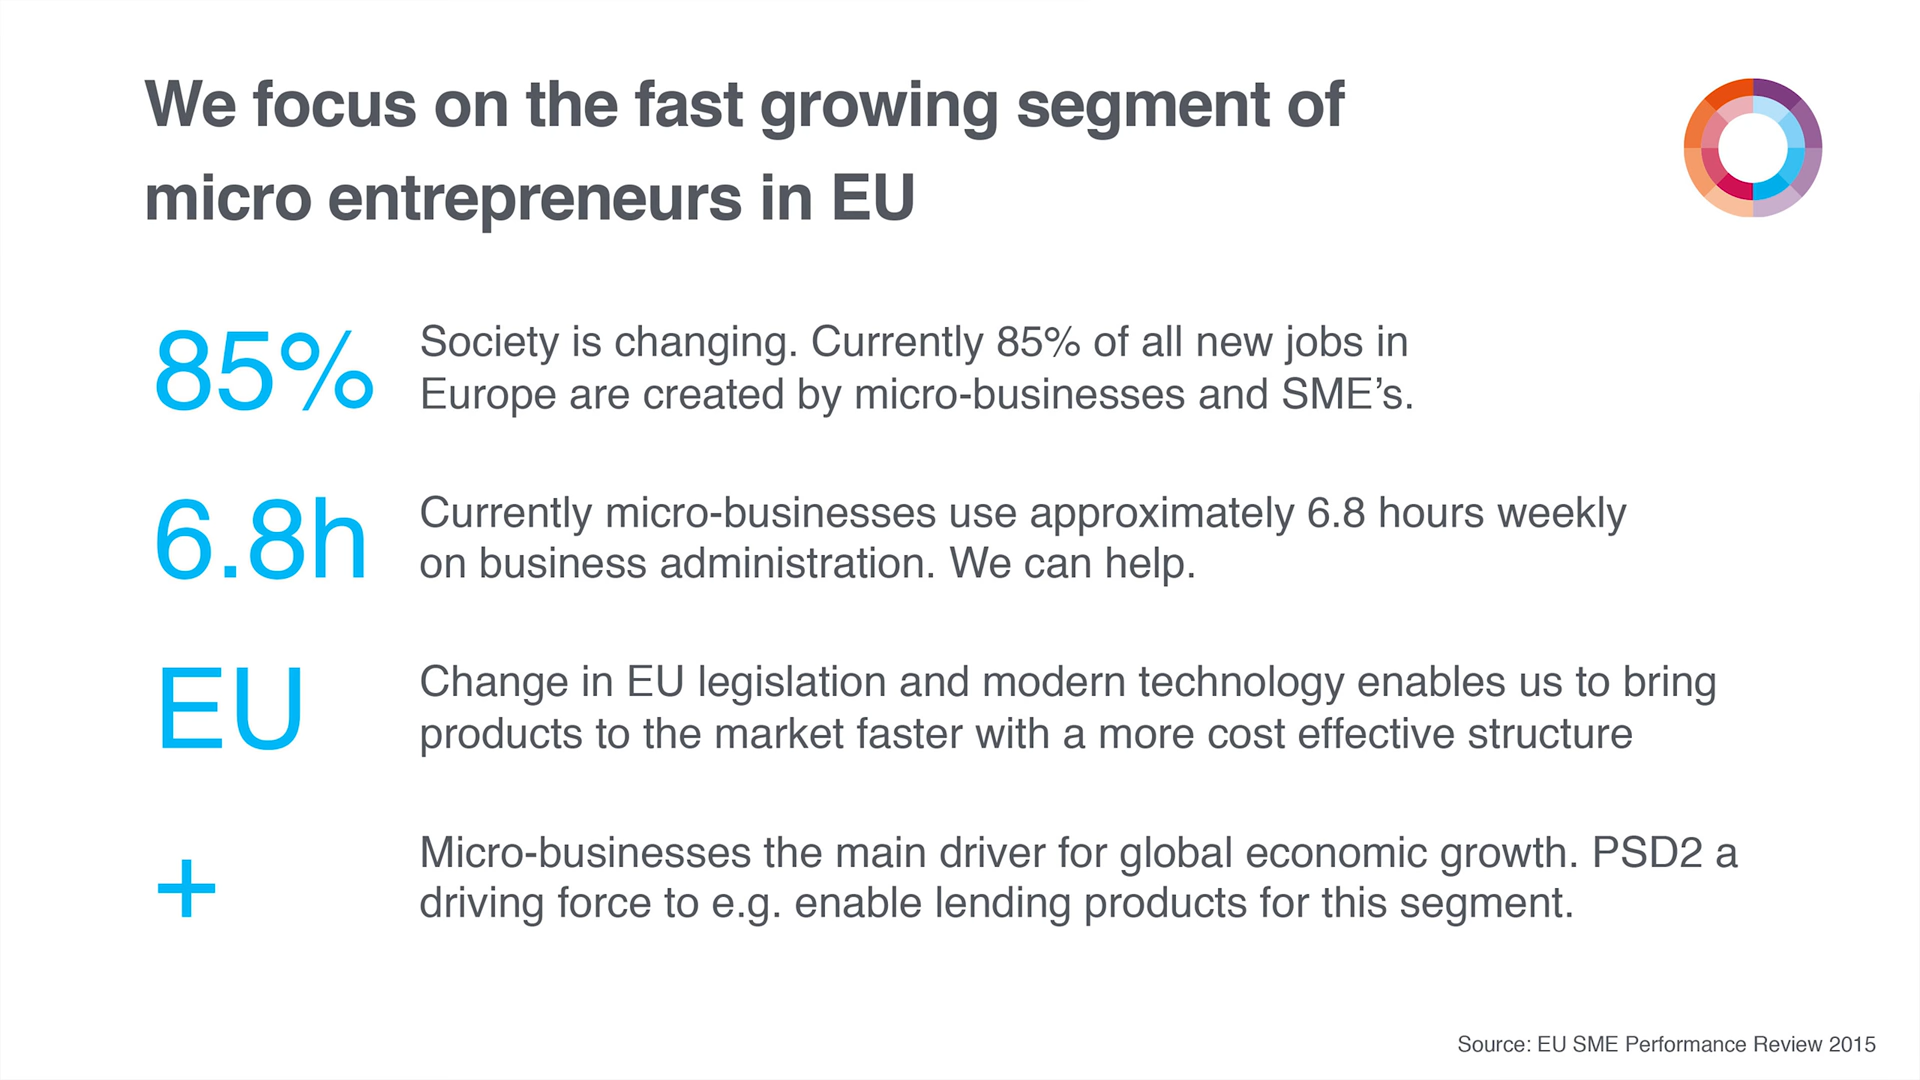 We focus on the fast growing segment of
micro entrepreneurs in EU
85%
Society is changing. Currently 85% of all new jobs in
Europe are created by micro-businesses and SME’s.
6.8h
Currently micro-businesses use approximately 6.8 hours weekly
on business administration. We can help.
EU
Change in EU legislation and modern technology enables us to bring
products to the market faster with a more cost effective structure
+
Micro-businesses the main driver for global economic growth. PSD2 a
driving force to e.g. enable lending products for this segment.
Source: EU SME Performance Review 2015